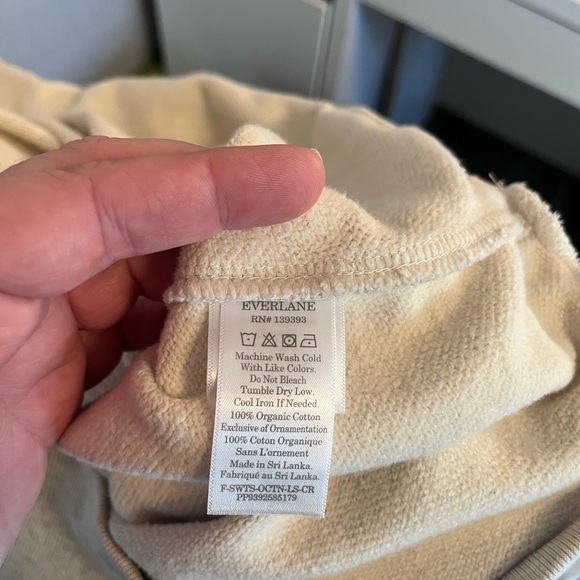 EVERLANE
RN# 139393
Machine Wash Cold
With Like Colors.
Do Not Bleach
Tumble Dry Low.
Cool Iron If Needed.
100% Organic Cotton
Exclusive of Ornamentation
100% Coton Organique
Sans L'ornement
Made in Sri Lanka.
Fabriqué au Sri Lanka.
F-SWTS-OCTN-LS-CR
PP9392585179